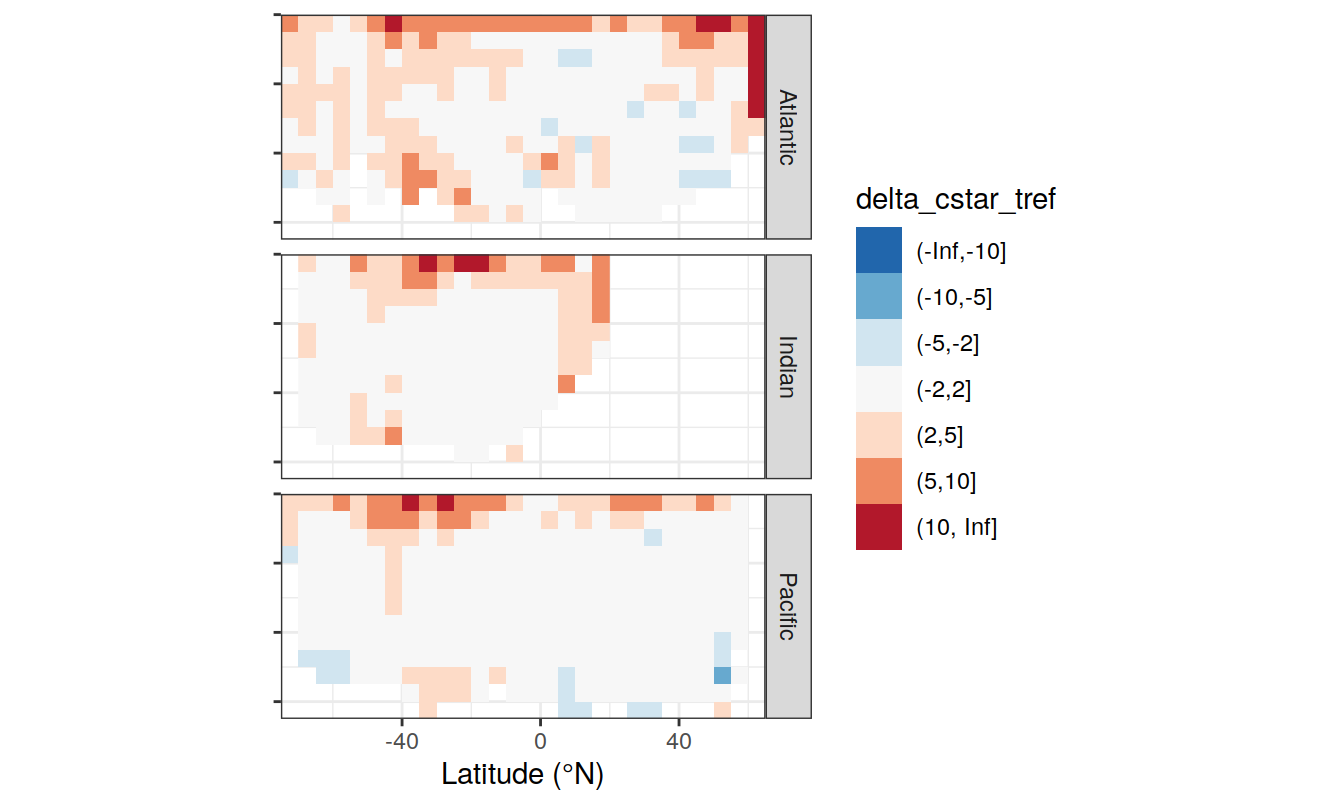 Atlantic
Indian
Pacific
-40 0 40
Latitude (°N)
delta_cstar_tref
(-Inf,-10]
(-10,-5]
(-5,-2]
(-2,2]
(2,5]
(5,10]
(10, Inf]